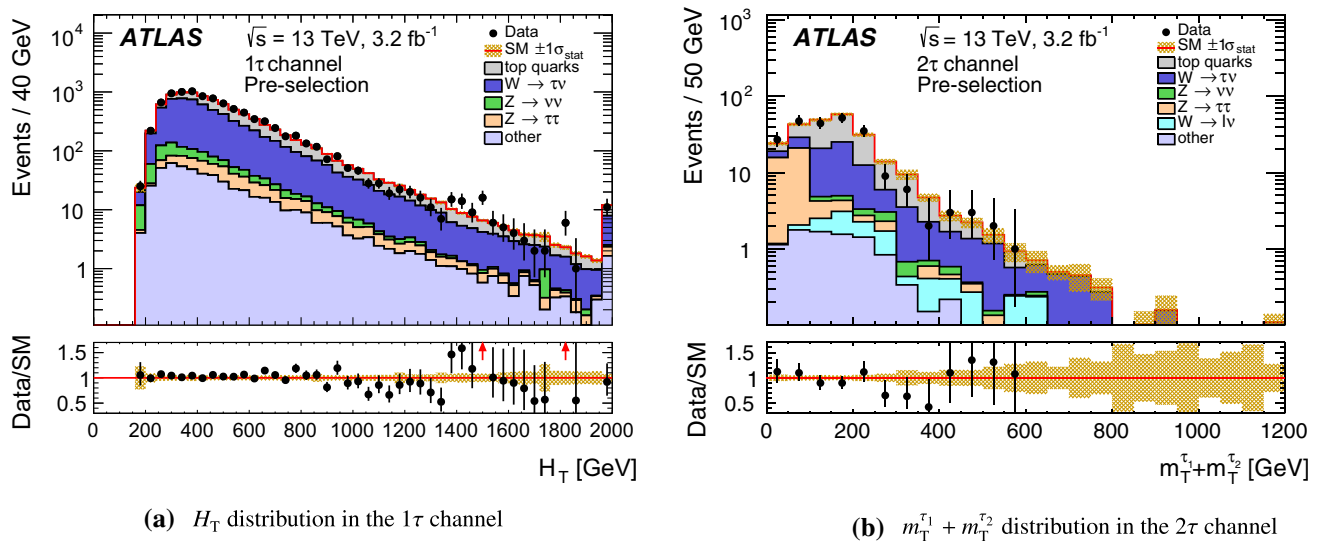 Events / 40 GeV
10⁴
10³
10²
10
1
ATLAS
√s = 13 TeV, 3.2 fb⁻¹
1τ channel
Pre-selection
Data
SM ±1σstat
top quarks
W → τν
Z → νν
Z → ττ
other
Data/SM
1.5
1
0.5
0 200 400 600 800 1000 1200 1400 1600 1800 2000
H_T [GeV]
(a) H_T distribution in the 1τ channel
Events / 50 GeV
10³
10²
10
1
ATLAS
√s = 13 TeV, 3.2 fb⁻¹
2τ channel
Pre-selection
Data
SM ±1σstat
top quarks
W → τν
Z → νν
Z → ττ
W → lν
other
Data/SM
1.5
1
0.5
0 200 400 600 800 1000 1200
m_T^τ₁+m_T^τ₂ [GeV]
(b) m_T^τ₁ + m_T^τ₂ distribution in the 2τ channel